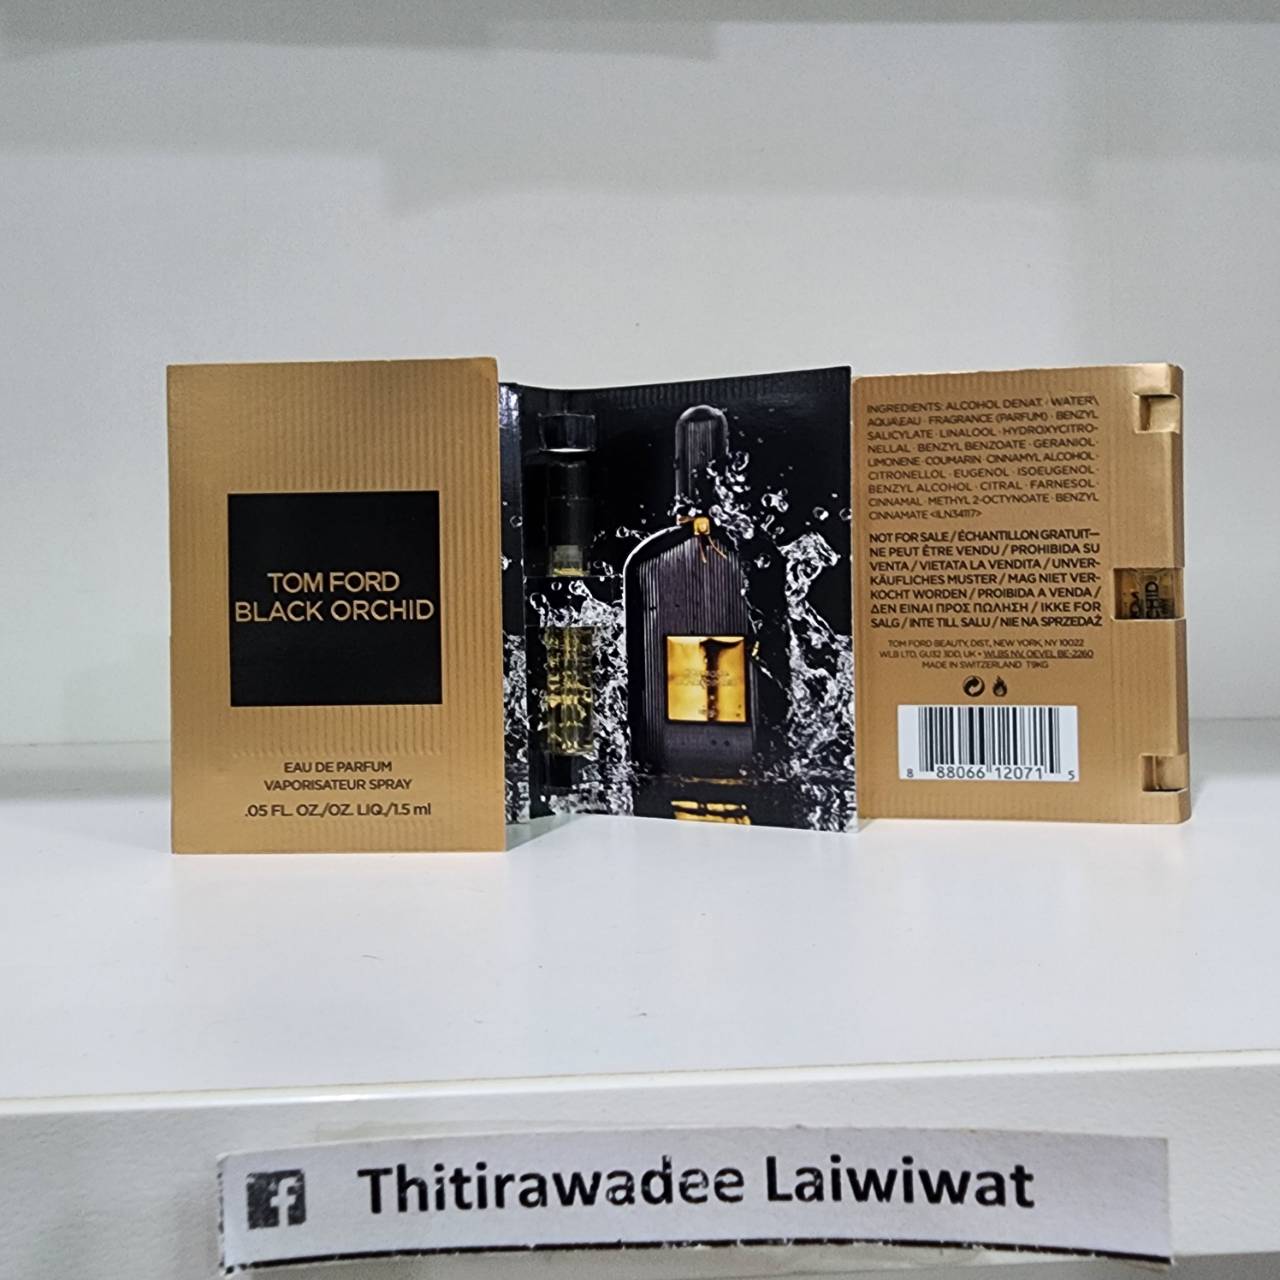 TOM FORD
BLACK ORCHID
EAU DE PARFUM
VAPORISATEUR SPRAY
.05 FL. OZ./OZ. LIQ./1.5 ml
INGREDIENTS: ALCOHOL DENAT. · WATER\
AQUA\EAU · FRAGRANCE (PARFUM) · BENZYL
SALICYLATE · LINALOOL · HYDROXYCITRO-
NELLAL · BENZYL BENZOATE · GERANIOL ·
LIMONENE · COUMARIN · CINNAMYL ALCOHOL ·
CITRONELLOL · EUGENOL · ISOEUGENOL ·
BENZYL ALCOHOL · CITRAL · FARNESOL ·
CINNAMAL · METHYL 2-OCTYNOATE · BENZYL
CINNAMATE <ILN34117>
NOT FOR SALE / ÉCHANTILLON GRATUIT—
NE PEUT ÊTRE VENDU / PROHIBIDA SU
VENTA / VIETATA LA VENDITA / UNVER-
KÄUFLICHES MUSTER / MAG NIET VER-
KOCHT WORDEN / PROIBIDA A VENDA /
ΔΕΝ ΕΙΝΑΙ ΠΡΟΣ ΠΩΛΗΣΗ / IKKE FOR
SALG / INTE TILL SALU / NIE NA SPRZEDAŻ
TOM FORD BEAUTY, DIST., NEW YORK, NY 10022
WLB LTD, GU32 3DD, UK • WLBS NV, OEVEL BE-2260
MADE IN SWITZERLAND T9KG
8 88066 12071 5
Thitirawadee Laiwiwat